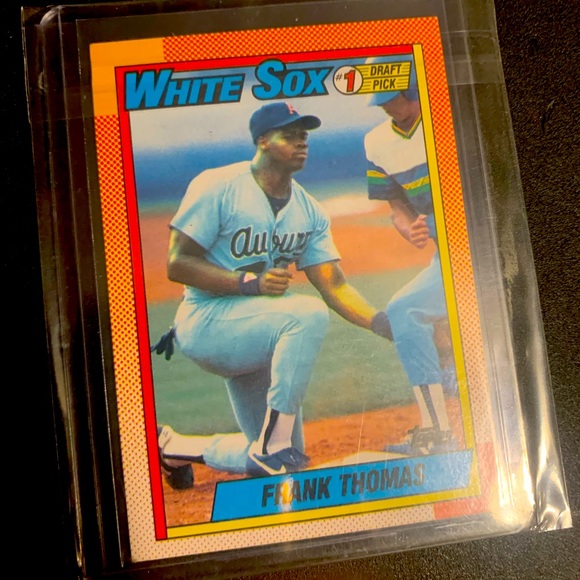 WHITE SOX #1 DRAFT
PICK
Auburn
FRANK THOMAS